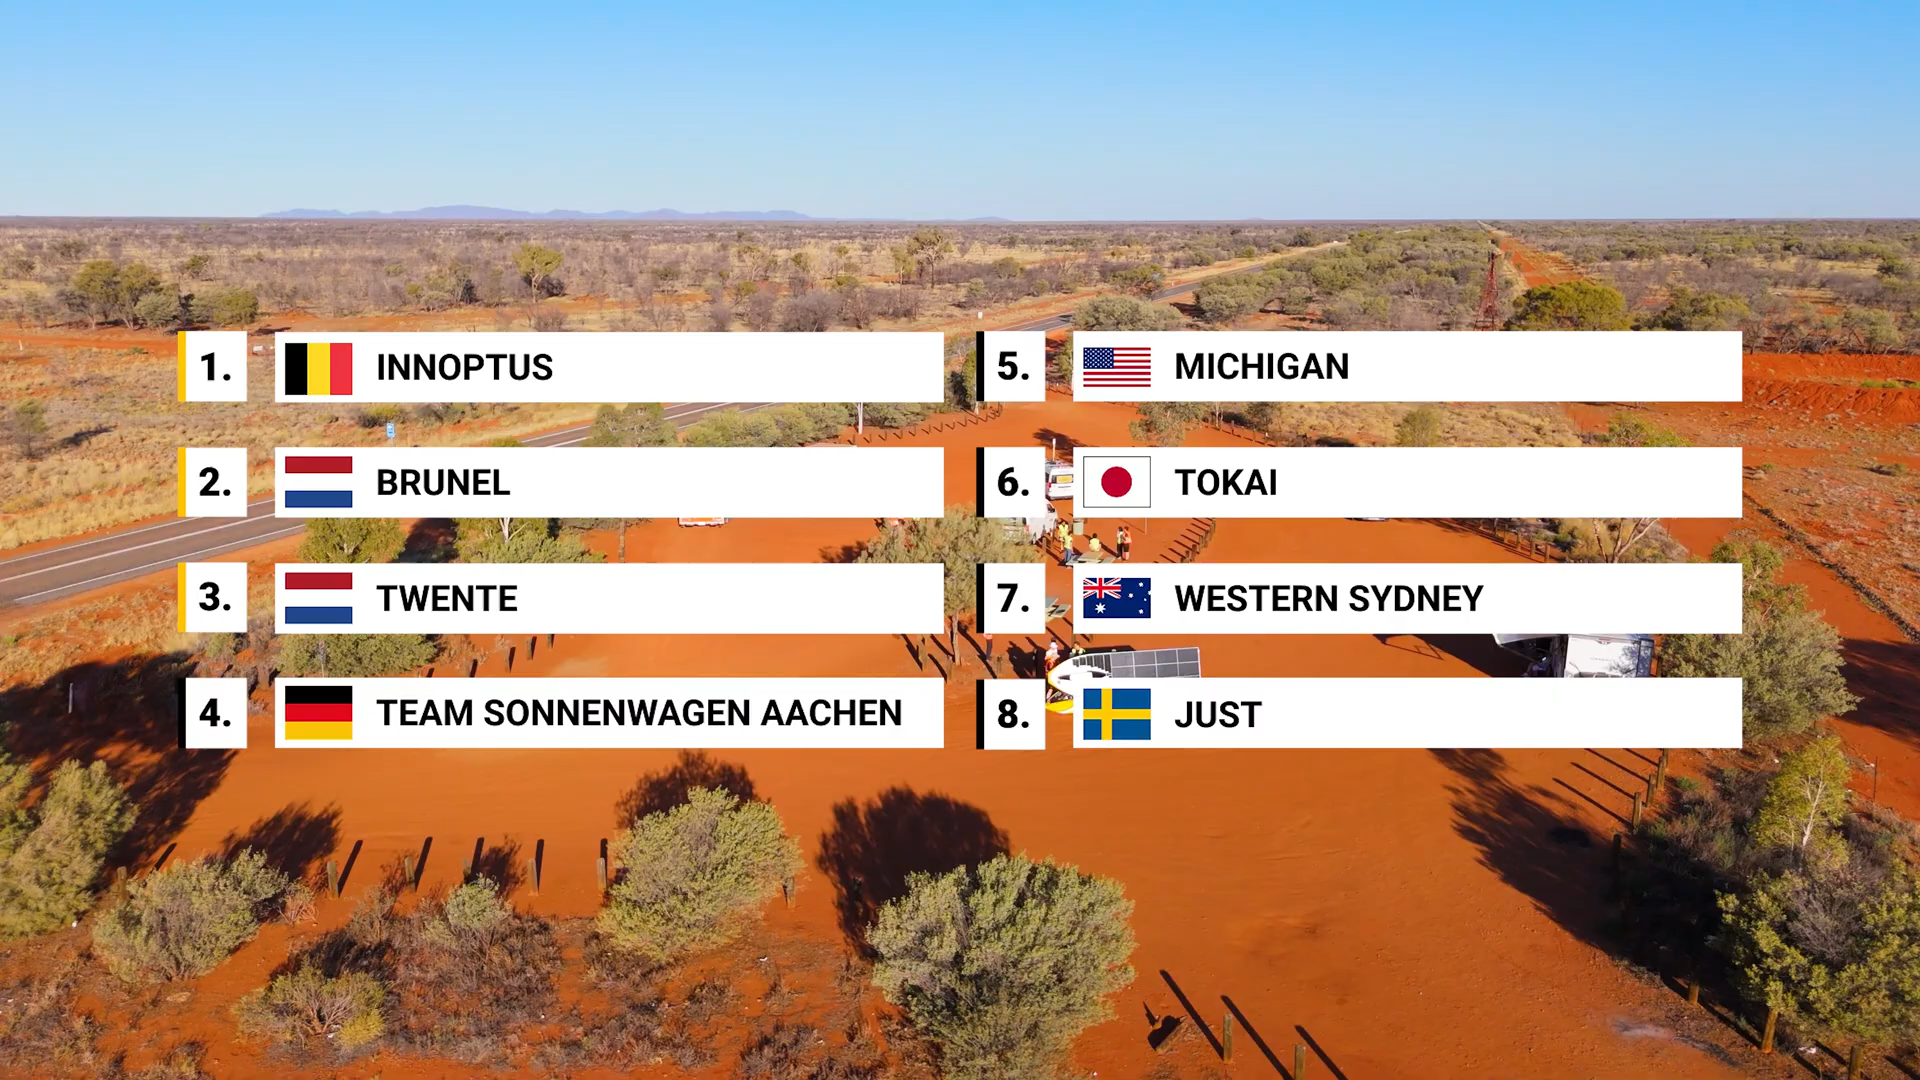 1. INNOPTUS
2. BRUNEL
3. TWENTE
4. TEAM SONNENWAGEN AACHEN
5. MICHIGAN
6. TOKAI
7. WESTERN SYDNEY
8. JUST